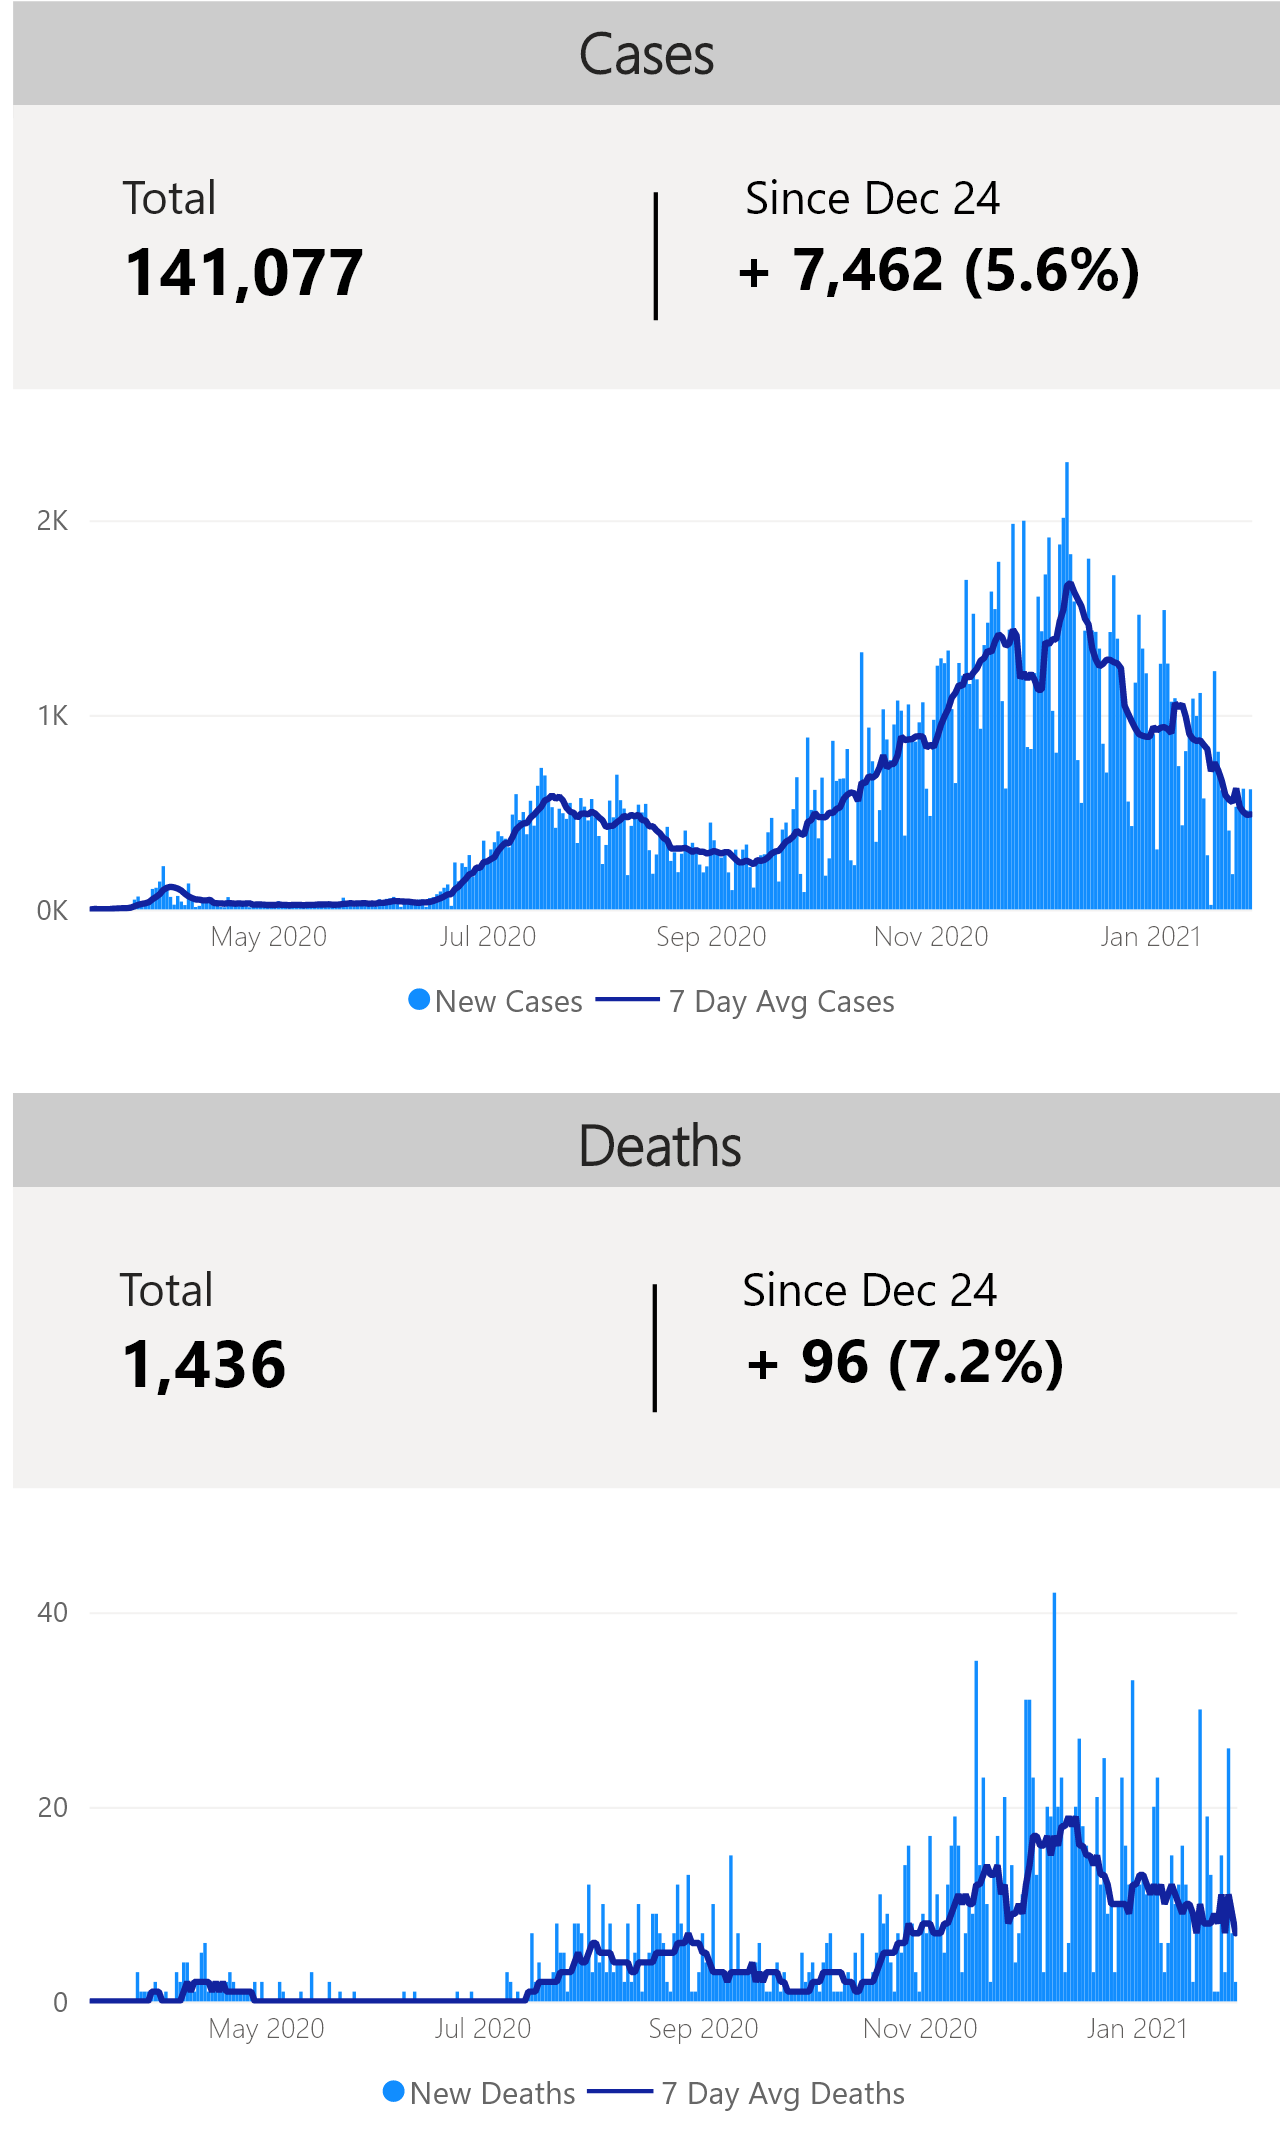 Cases
Total
Since Dec 24
141,077
+ 7,462 (5.6%)
2K
1K
0K
May 2020
Jul 2020
Sep 2020
Nov 2020
Jan 2021
New Cases
7 Day Avg Cases
Deaths
Total
Since Dec 24
1,436
+ 96 (7.2%)
40
20
0
May 2020
Jul 2020
Sep 2020
Nov 2020
Jan 2021
New Deaths
7 Day Avg Deaths